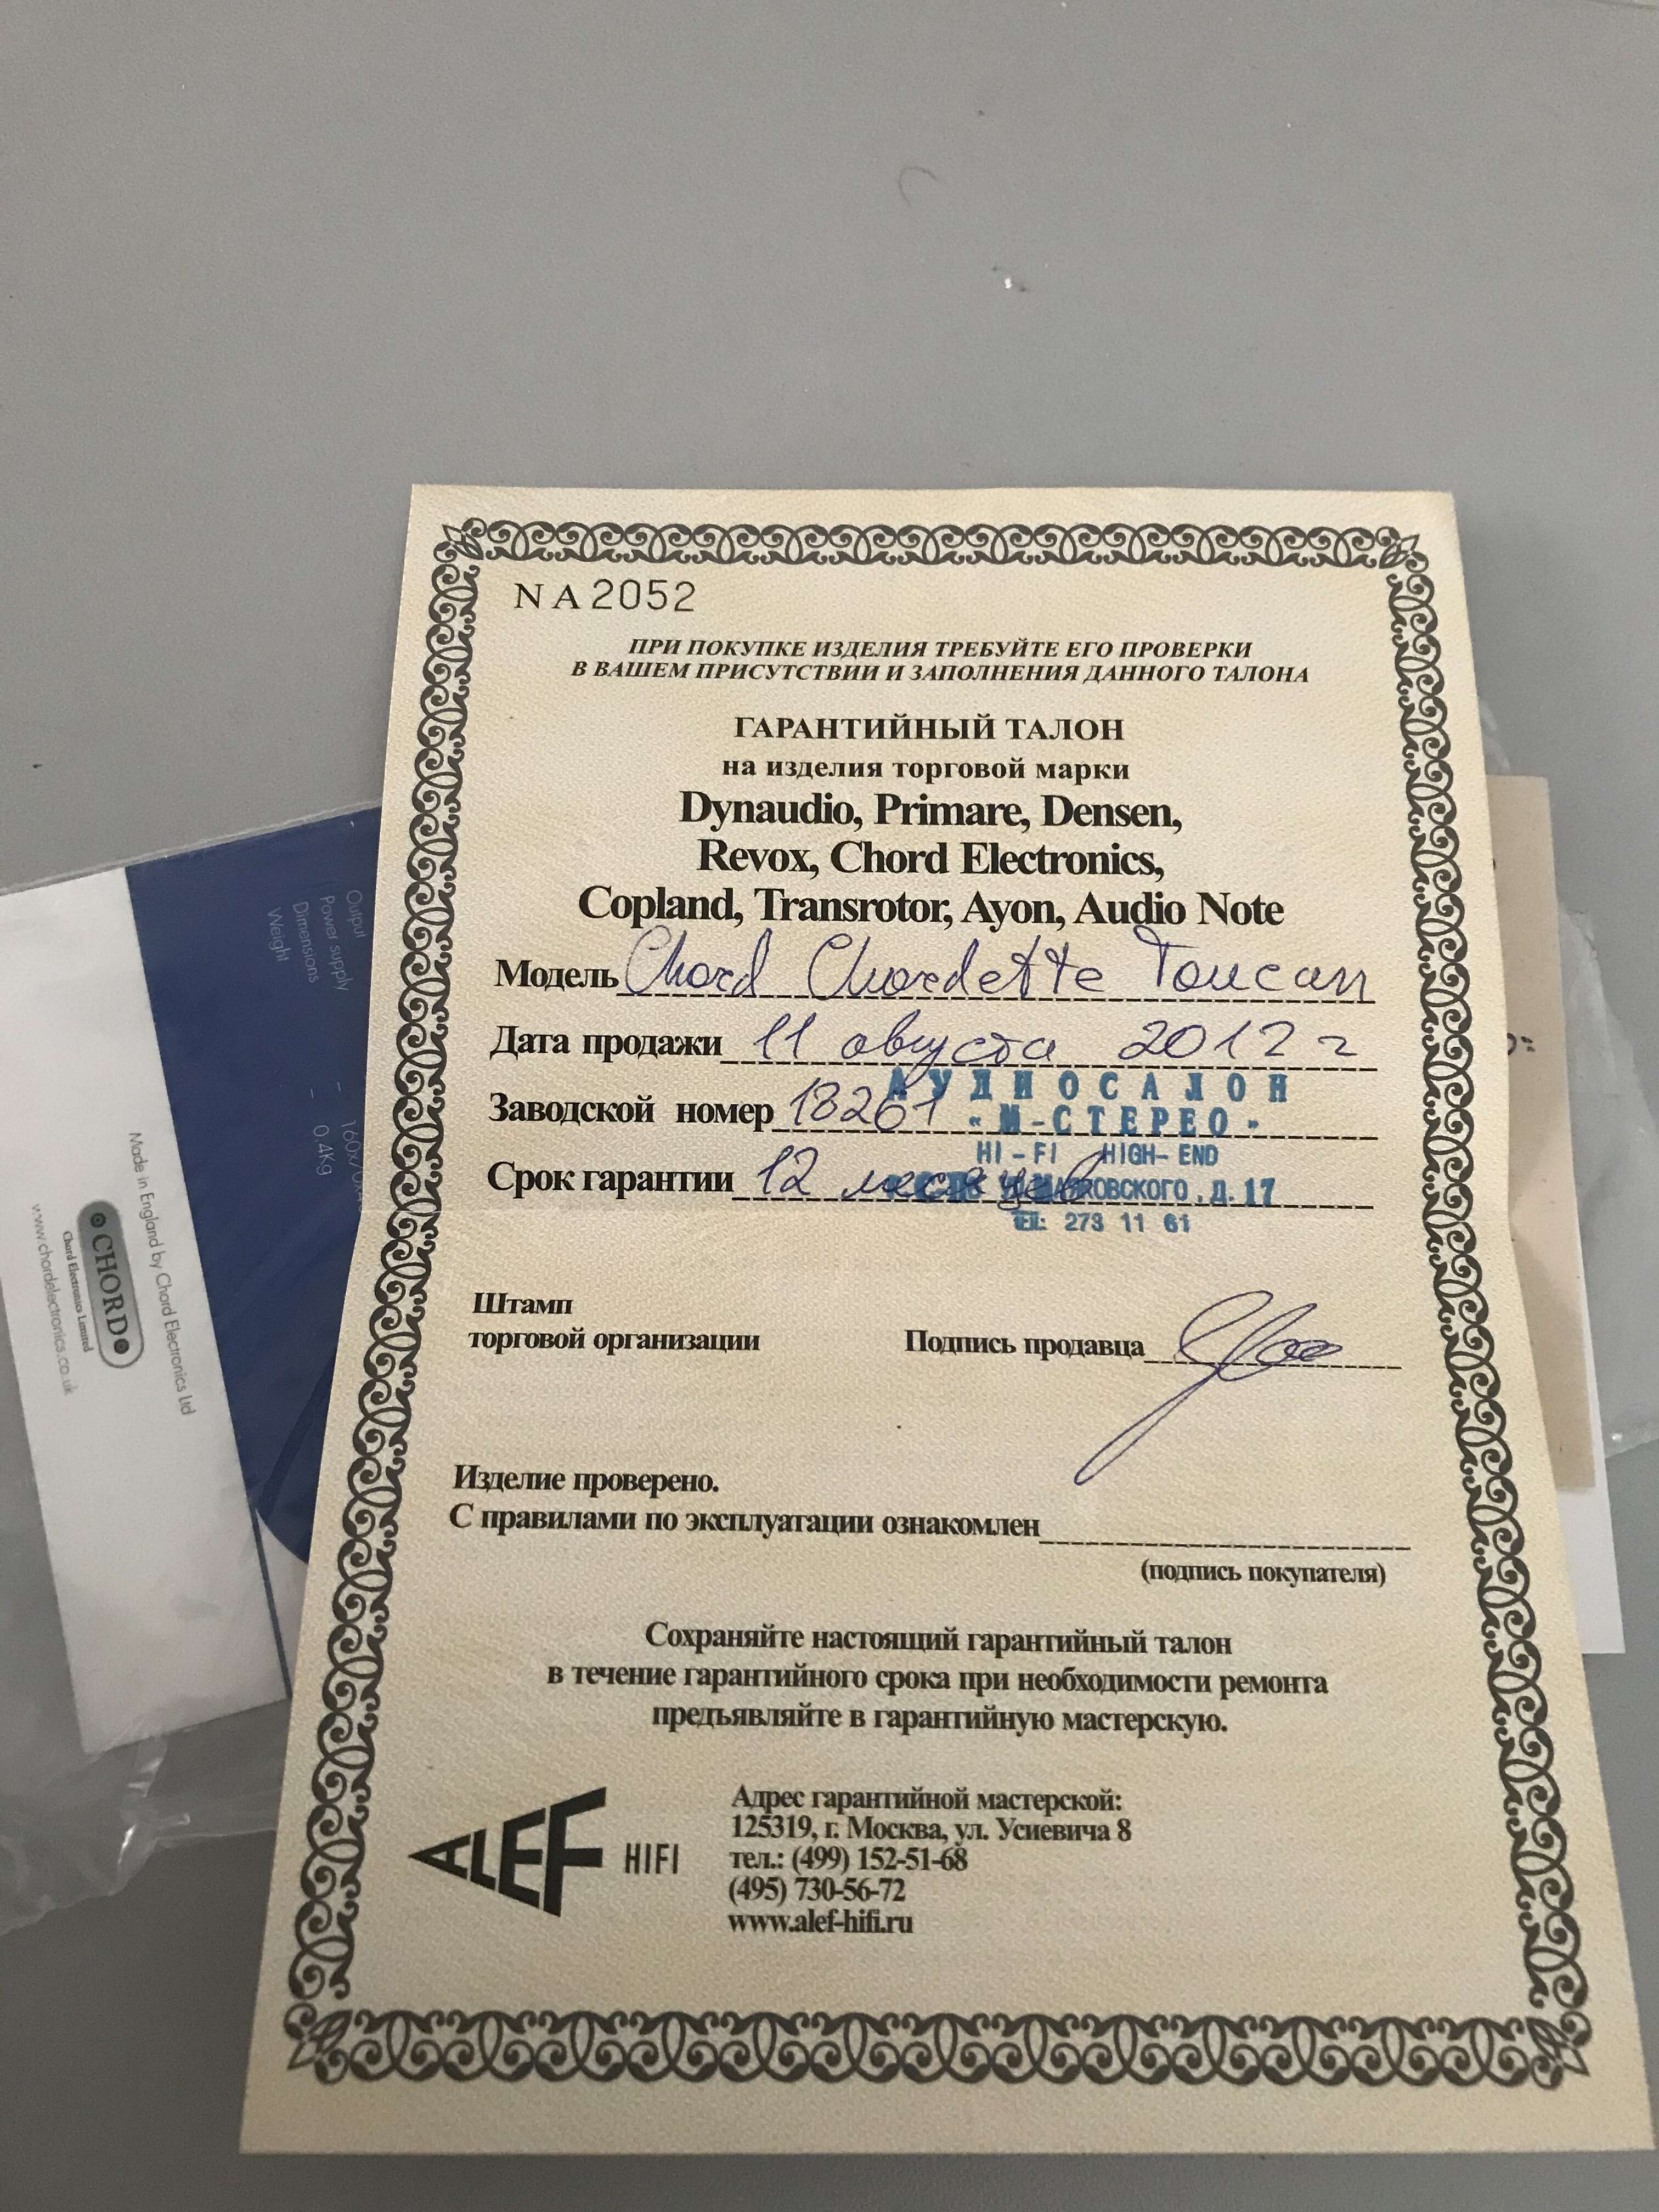 NA2052
ПРИ ПОКУПКЕ ИЗДЕЛИЯ ТРЕБУЙТЕ ЕГО ПРОВЕРКИ
В ВАШЕМ ПРИСУТСТВИИ И ЗАПОЛНЕНИЯ ДАННОГО ТАЛОНА
ГАРАНТИЙНЫЙ ТАЛОН
на изделия торговой марки
Dynaudio, Primare, Densen,
Revox, Chord Electronics,
Copland, Transrotor, Ayon, Audio Note
Модель Chord Chordette Toucan
Дата продажи 11 августа 2012 г
Заводской номер 18261
АУДИОСАЛОН
«М-СТЕРЕО»
HI-FI HIGH-END
Срок гарантии 12 месяцев
Д. 17
ТЕЛ: 273 11 61
Штамп
торговой организации
Подпись продавца
Изделие проверено.
С правилами по эксплуатации ознакомлен
(подпись покупателя)
Сохраняйте настоящий гарантийный талон
в течение гарантийного срока при необходимости ремонта
предъявляйте в гарантийную мастерскую.
ALEF HIFI
Адрес гарантийной мастерской:
125319, г. Москва, ул. Усиевича 8
тел.: (499) 152-51-68
(495) 730-56-72
www.alef-hifi.ru
Output
Power supply
Dimensions
Weight
- 0.4Kg
Made in England by Chord Electronics Ltd
CHORD
Chord Electronics Limited
www.chordelectronics.co.uk